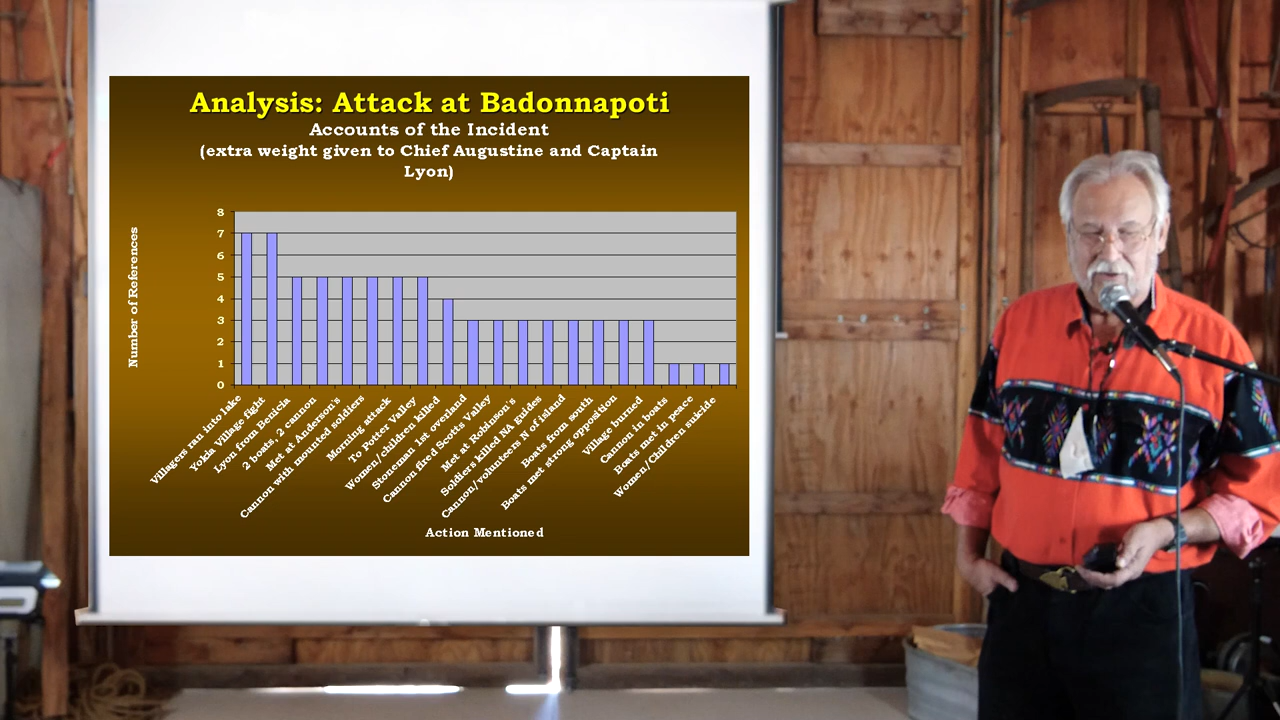 Analysis: Attack at Badonnapoti
Accounts of the Incident
(extra weight given to Chief Augustine and Captain
Lyon)
Number of References
8
7
6
5
4
3
2
1
0
Villagers ran into lake
Yokia Village fight
Lyon from Benicia
2 boats, 2 cannon
Met at Anderson's
Cannon with mounted soldiers
Morning attack
To Potter Valley
Women/children killed
Stoneman 1st overland
Cannon fired Scotts Valley
Met at Robinson's
Soldiers killed NA guides
Cannon/volunteers N of island
Boats from south
Boats met strong opposition
Village burned
Cannon in boats
Boats met in peace
Women/Children suicide
Action Mentioned